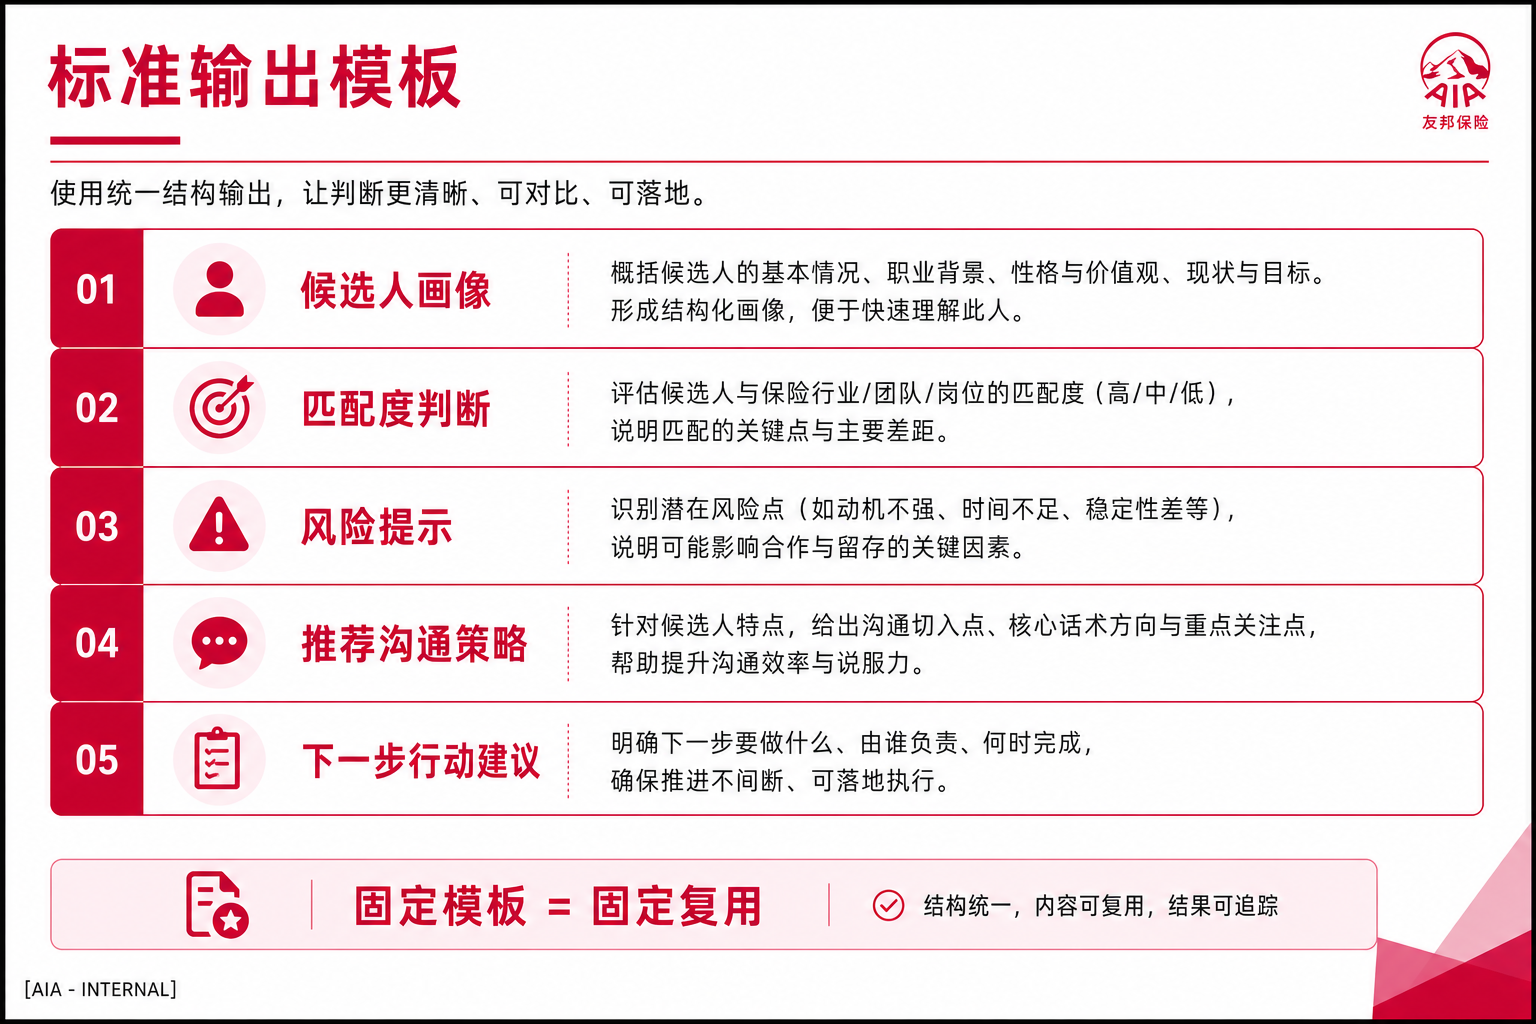 标准输出模板
AIA
友邦保险
使用统一结构输出，让判断更清晰、可对比、可落地。
01
候选人画像
概括候选人的基本情况、职业背景、性格与价值观、现状与目标。
形成结构化画像，便于快速理解此人。
02
匹配度判断
评估候选人与保险行业/团队/岗位的匹配度（高/中/低），
说明匹配的关键点与主要差距。
03
风险提示
识别潜在风险点（如动机不强、时间不足、稳定性差等），
说明可能影响合作与留存的关键因素。
04
推荐沟通策略
针对候选人特点，给出沟通切入点、核心话术方向与重点关注点，
帮助提升沟通效率与说服力。
05
下一步行动建议
明确下一步要做什么、由谁负责、何时完成，
确保推进不间断、可落地执行。
固定模板 = 固定复用
结构统一，内容可复用，结果可追踪
[AIA - INTERNAL]